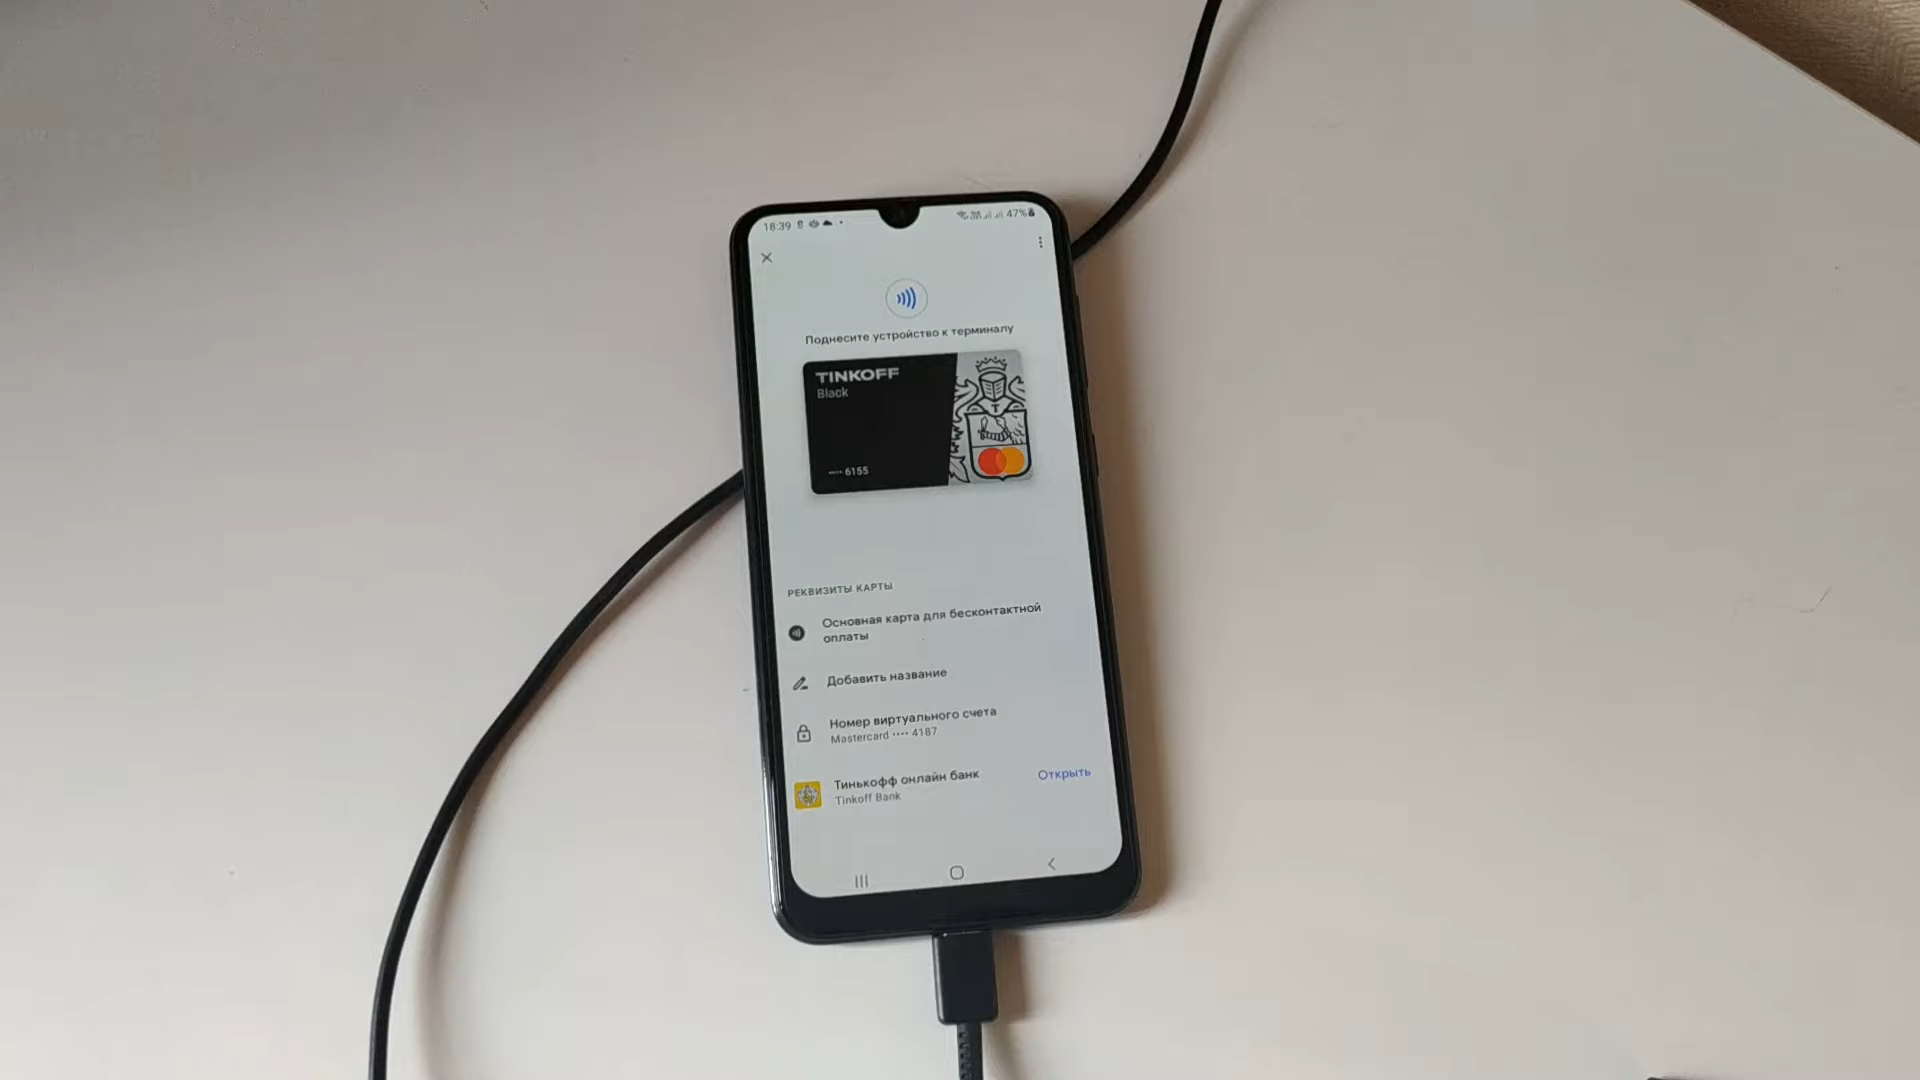 18:39
47%
Поднесите устройство к терминалу
TINKOFF
Black
•••• 6155
РЕКВИЗИТЫ КАРТЫ
Основная карта для бесконтактной
оплаты
Добавить название
Номер виртуального счета
Mastercard •••• 4187
Тинькофф онлайн банк
Открыть
Tinkoff Bank